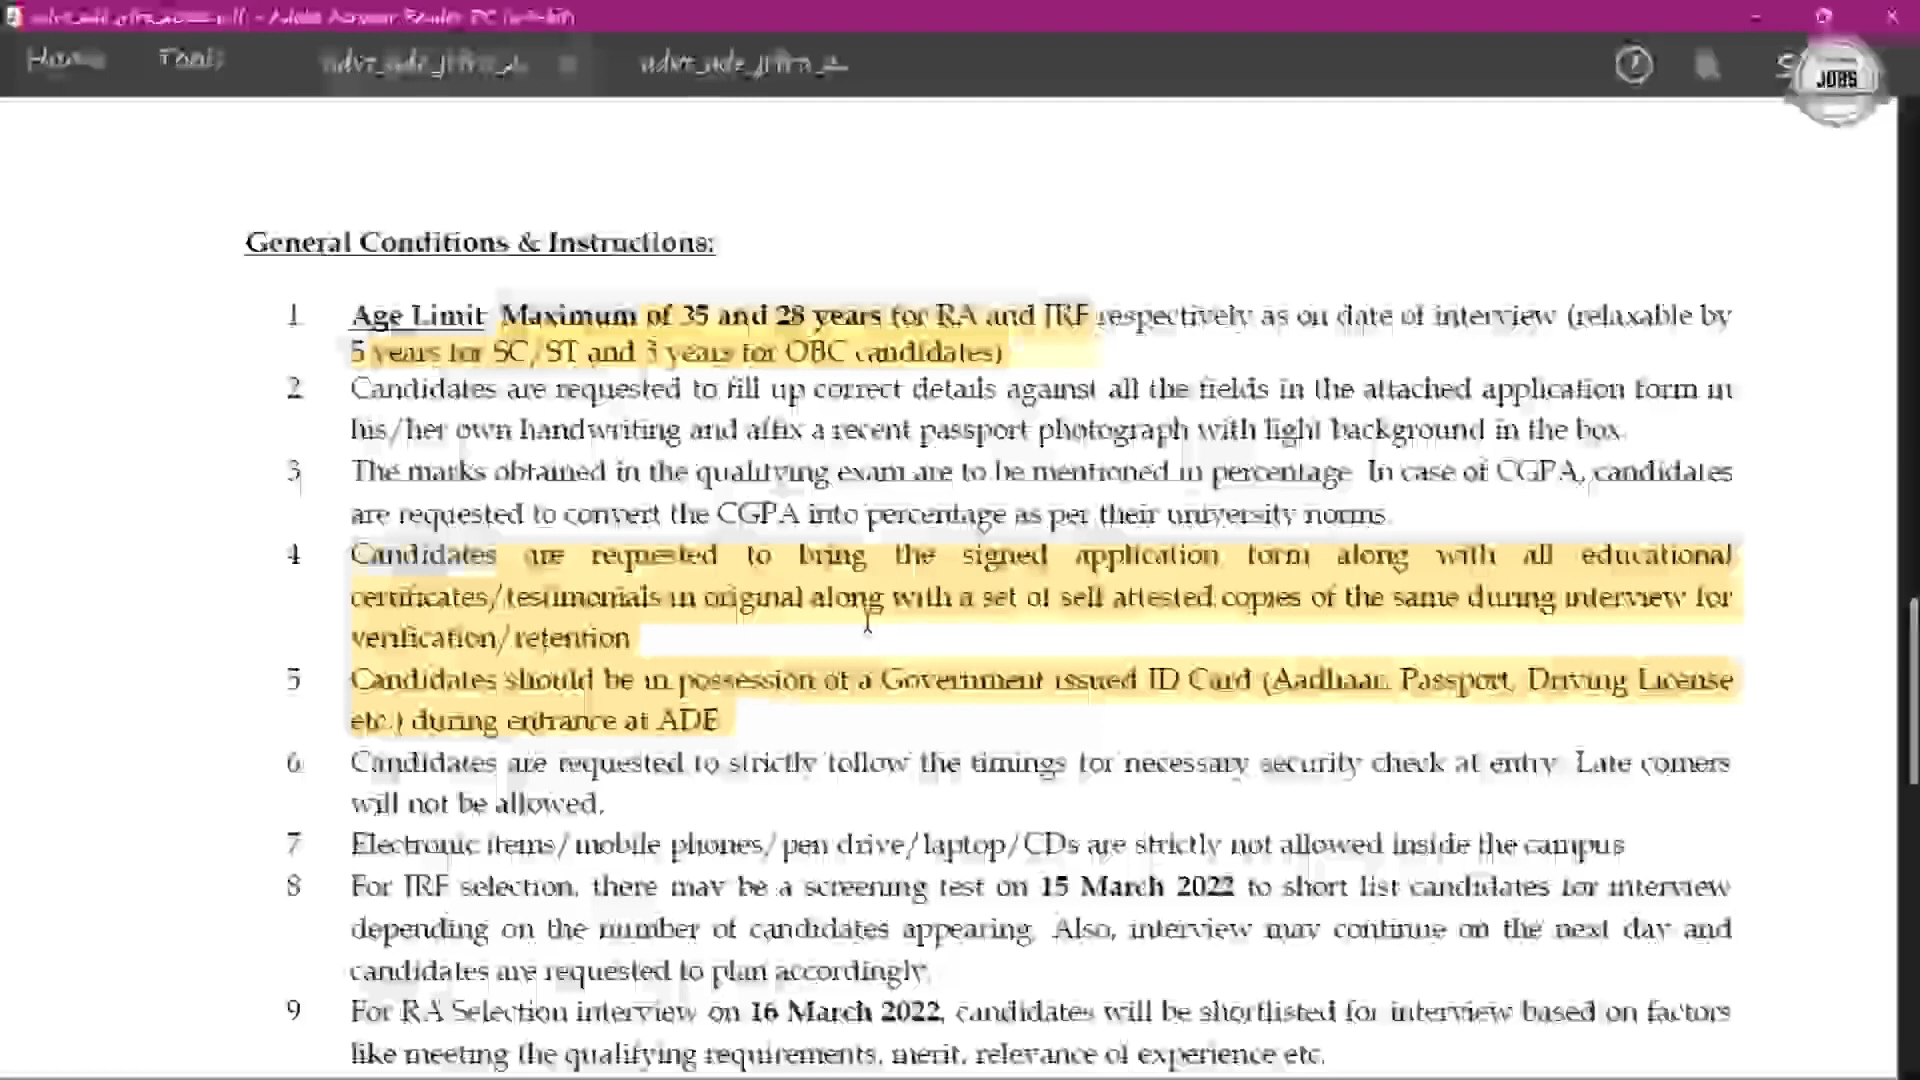 Adobe Acrobat Reader DC (64-bit)
Home Tools advt_ade_jrfra_ advt_ade_jrfra_
JOBS
General Conditions & Instructions:
1 Age Limit: Maximum of 35 and 28 years for RA and JRF respectively as on date of interview (relaxable by
5 years for SC/ST and 3 years for OBC candidates)
2 Candidates are requested to fill up correct details against all the fields in the attached application form in
his/her own handwriting and affix a recent passport photograph with light background in the box.
3 The marks obtained in the qualifying exam are to be mentioned in percentage. In case of CGPA, candidates
are requested to convert the CGPA into percentage as per their university norms.
4 Candidates are requested to bring the signed application form along with all educational
certificates/testimonials in original along with a set of self attested copies of the same during interview for
verification/retention
5 Candidates should be in possession of a Government issued ID Card (Aadhaar, Passport, Driving License
etc.) during entrance at ADE
6 Candidates are requested to strictly follow the timings for necessary security check at entry. Late comers
will not be allowed.
7 Electronic items/mobile phones/pen drive/laptop/CDs are strictly not allowed inside the campus
8 For JRF selection, there may be a screening test on 15 March 2022 to short list candidates for interview
depending on the number of candidates appearing. Also, interview may continue on the next day and
candidates are requested to plan accordingly.
9 For RA Selection interview on 16 March 2022, candidates will be shortlisted for interview based on factors
like meeting the qualifying requirements, merit, relevance of experience etc.